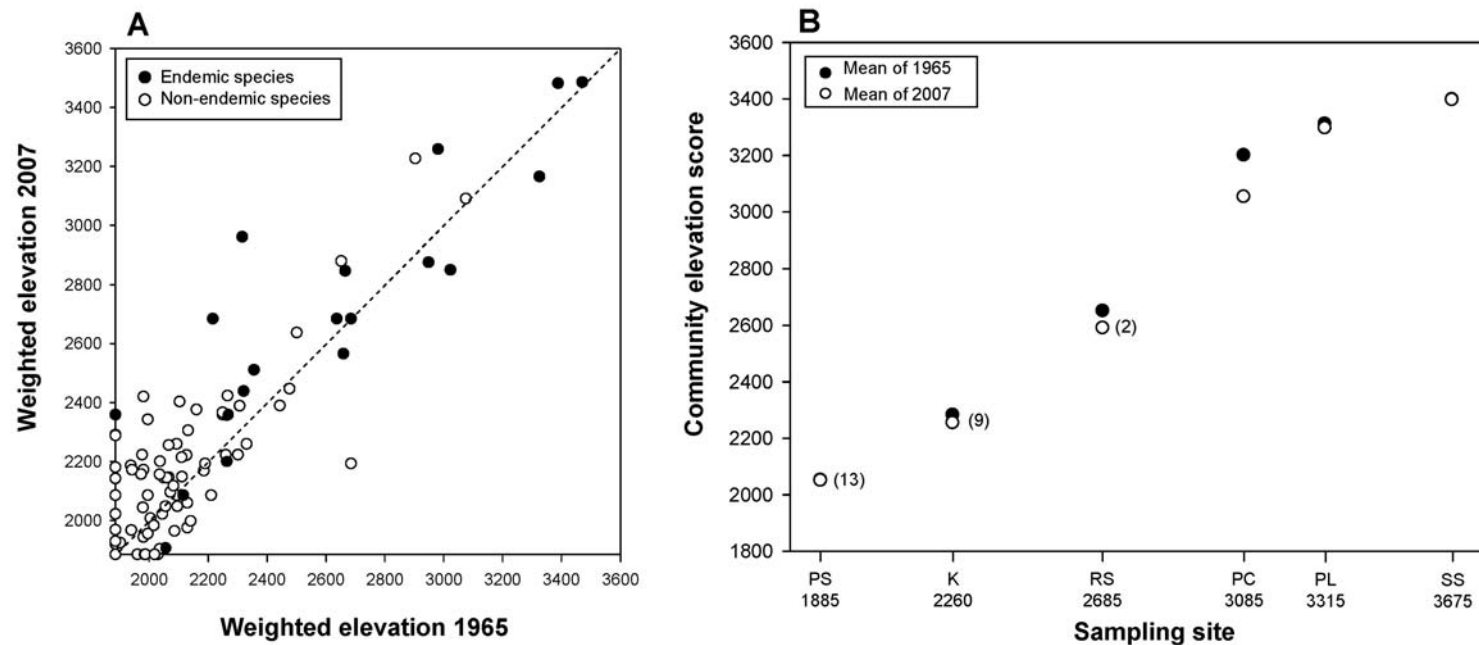 A
Weighted elevation 2007
3600
3400
3200
3000
2800
2600
2400
2200
2000
Endemic species
Non-endemic species
2000 2200 2400 2600 2800 3000 3200 3400 3600
Weighted elevation 1965
B
Community elevation score
3600
3400
3200
3000
2800
2600
2400
2200
2000
1800
Mean of 1965
Mean of 2007
(13)
(9)
(2)
PS K RS PC PL SS
1885 2260 2685 3085 3315 3675
Sampling site